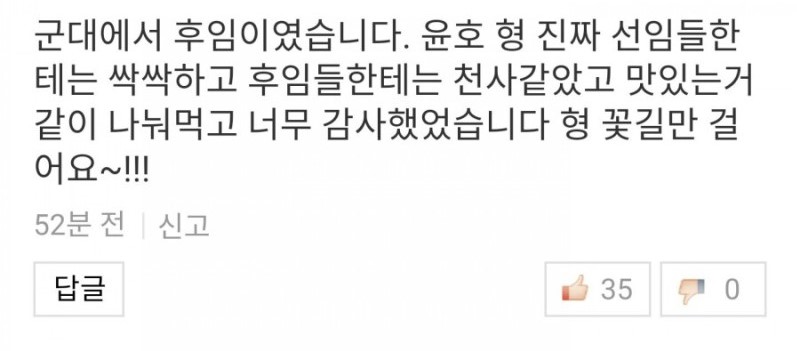 군대에서 후임이였습니다. 윤호 형 진짜 선임들한
테는 싹싹하고 후임들한테는 천사같았고 맛있는거
같이 나눠먹고 너무 감사했었습니다 형 꽃길만 걸
어요~!!!
52분 전 | 신고
답글 35 0